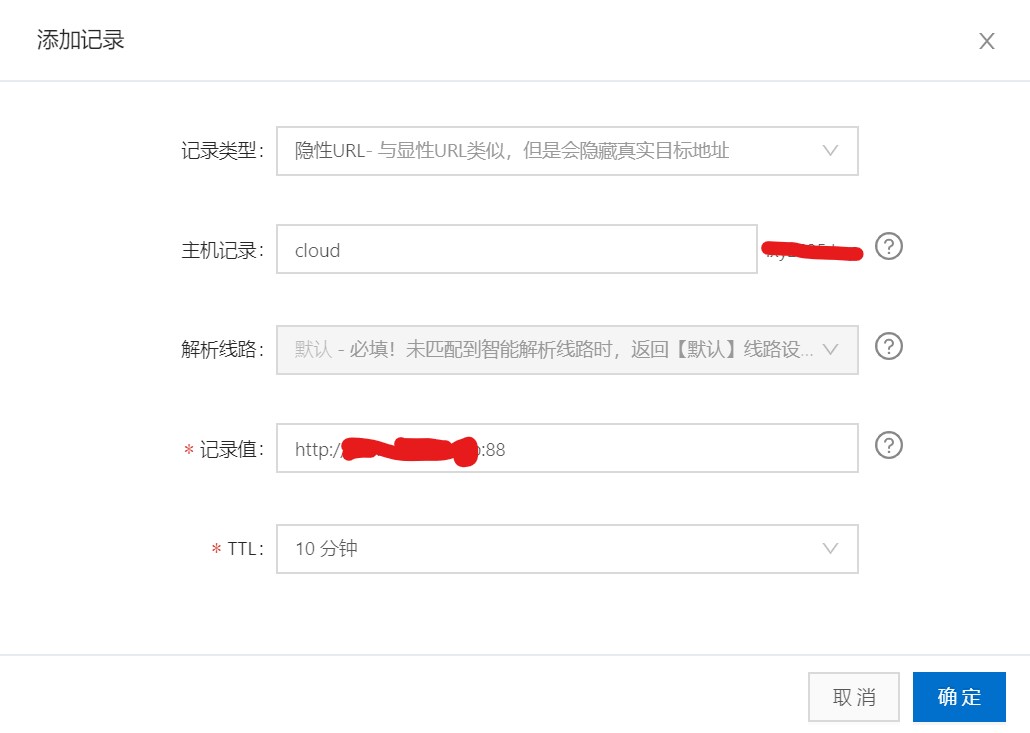 添加记录
记录类型: 隐性URL- 与显性URL类似，但是会隐藏真实目标地址
主机记录: cloud
解析线路: 默认 - 必填！未匹配到智能解析线路时，返回【默认】线路设...
* 记录值: http:/ :88
* TTL: 10 分钟
取 消 确 定